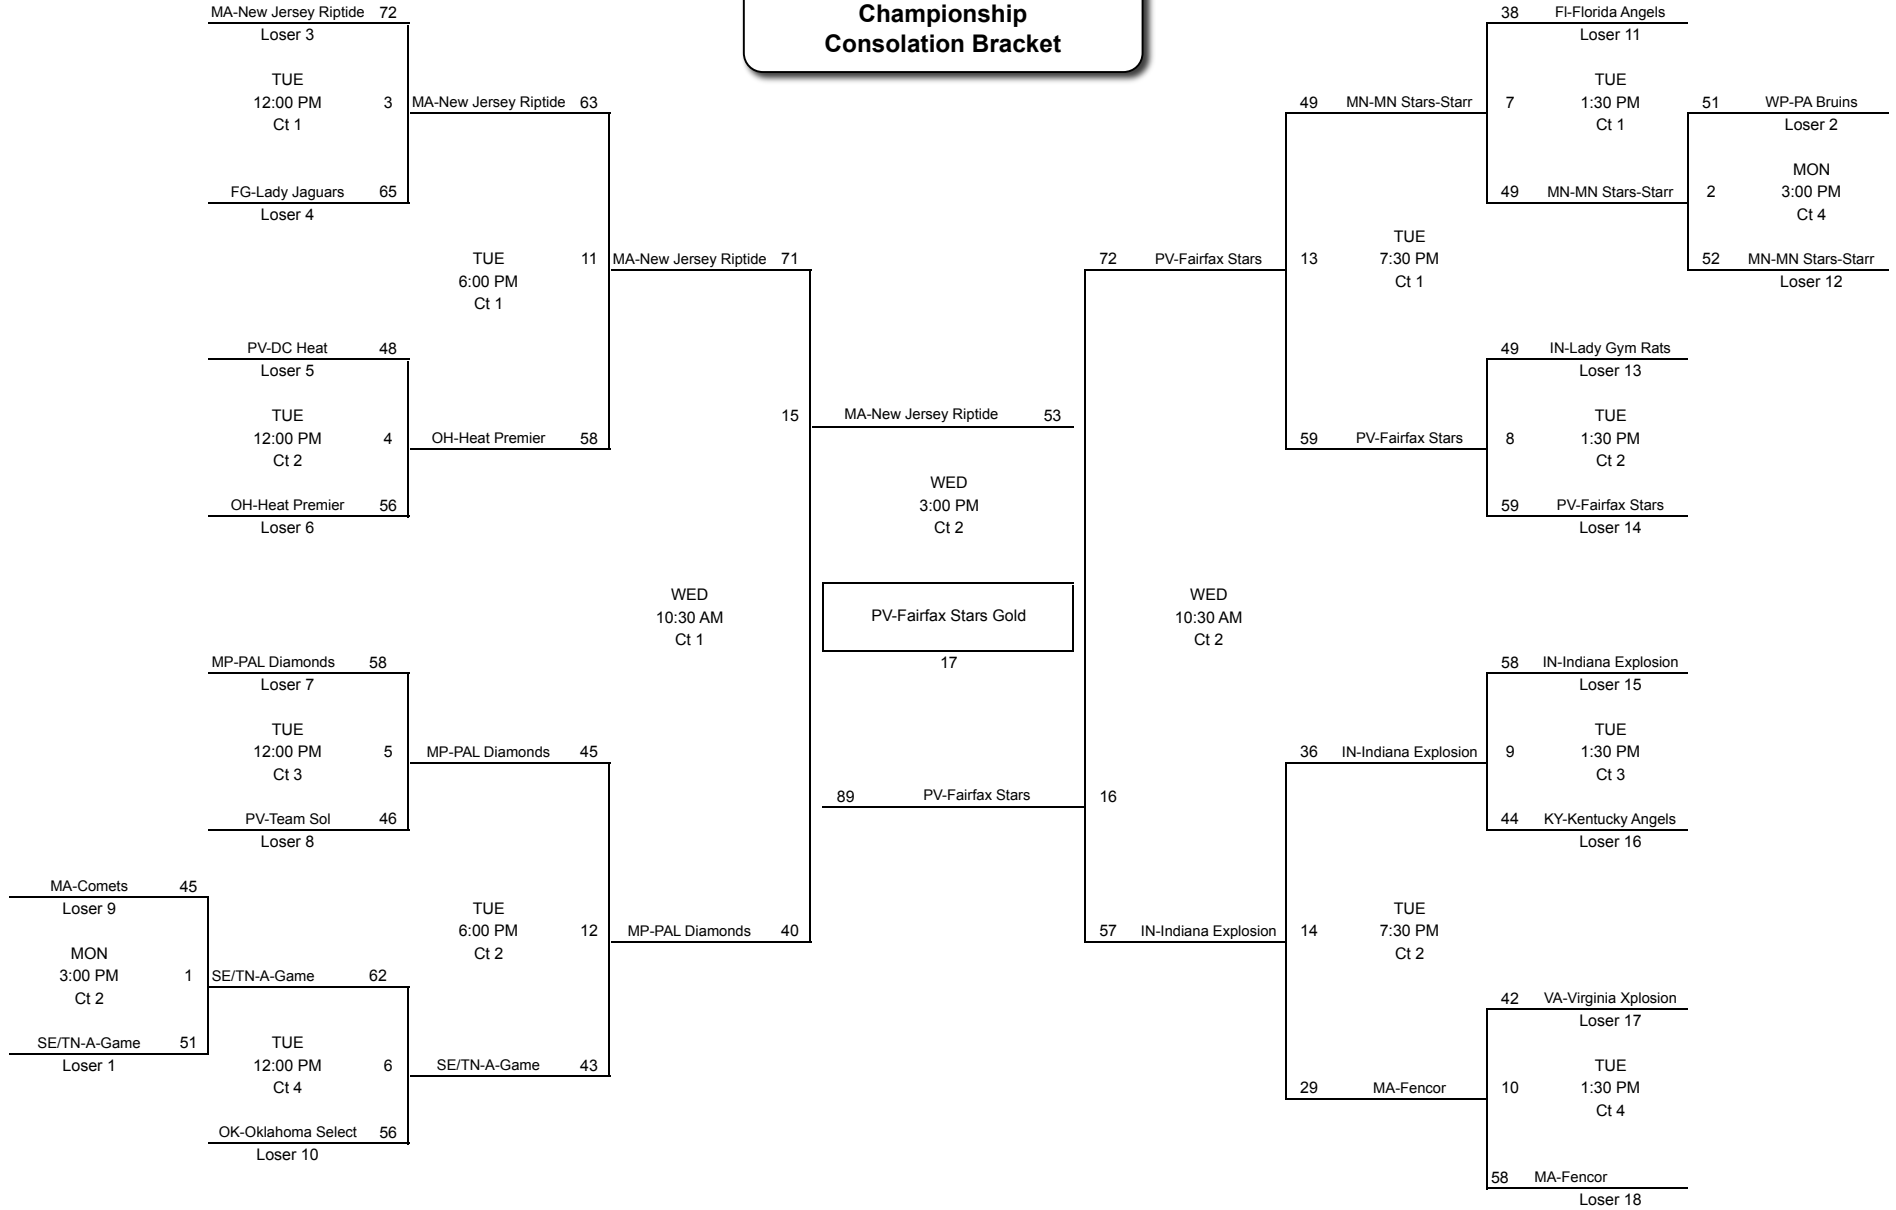 Championship
Consolation Bracket
MA-New Jersey Riptide 72
Loser 3
TUE
12:00 PM 3
Ct 1
FG-Lady Jaguars 65
Loser 4
MA-New Jersey Riptide 63
TUE 11
6:00 PM
Ct 1
PV-DC Heat 48
Loser 5
TUE
12:00 PM 4
Ct 2
OH-Heat Premier 56
Loser 6
OH-Heat Premier 58
MA-New Jersey Riptide 71
MP-PAL Diamonds 58
Loser 7
TUE
12:00 PM 5
Ct 3
PV-Team Sol 46
Loser 8
MP-PAL Diamonds 45
MA-Comets 45
Loser 9
MON
3:00 PM 1
Ct 2
SE/TN-A-Game 51
Loser 1
SE/TN-A-Game 62
TUE
12:00 PM 6
Ct 4
OK-Oklahoma Select 56
Loser 10
TUE
6:00 PM 12
Ct 2
SE/TN-A-Game 43
MP-PAL Diamonds 40
15
WED
10:30 AM
Ct 1
MA-New Jersey Riptide 53
WED
3:00 PM
Ct 2
PV-Fairfax Stars Gold
17
89 PV-Fairfax Stars
16
WED
10:30 AM
Ct 2
72 PV-Fairfax Stars
57 IN-Indiana Explosion
49 MN-MN Stars-Starr
TUE
13 7:30 PM
Ct 1
59 PV-Fairfax Stars
36 IN-Indiana Explosion
TUE
14 7:30 PM
Ct 2
29 MA-Fencor
38 Fl-Florida Angels
Loser 11
TUE
7 1:30 PM
Ct 1
49 MN-MN Stars-Starr
51 WP-PA Bruins
Loser 2
MON
2 3:00 PM
Ct 4
52 MN-MN Stars-Starr
Loser 12
49 IN-Lady Gym Rats
Loser 13
TUE
8 1:30 PM
Ct 2
59 PV-Fairfax Stars
Loser 14
58 IN-Indiana Explosion
Loser 15
TUE
9 1:30 PM
Ct 3
44 KY-Kentucky Angels
Loser 16
42 VA-Virginia Xplosion
Loser 17
TUE
10 1:30 PM
Ct 4
58 MA-Fencor
Loser 18